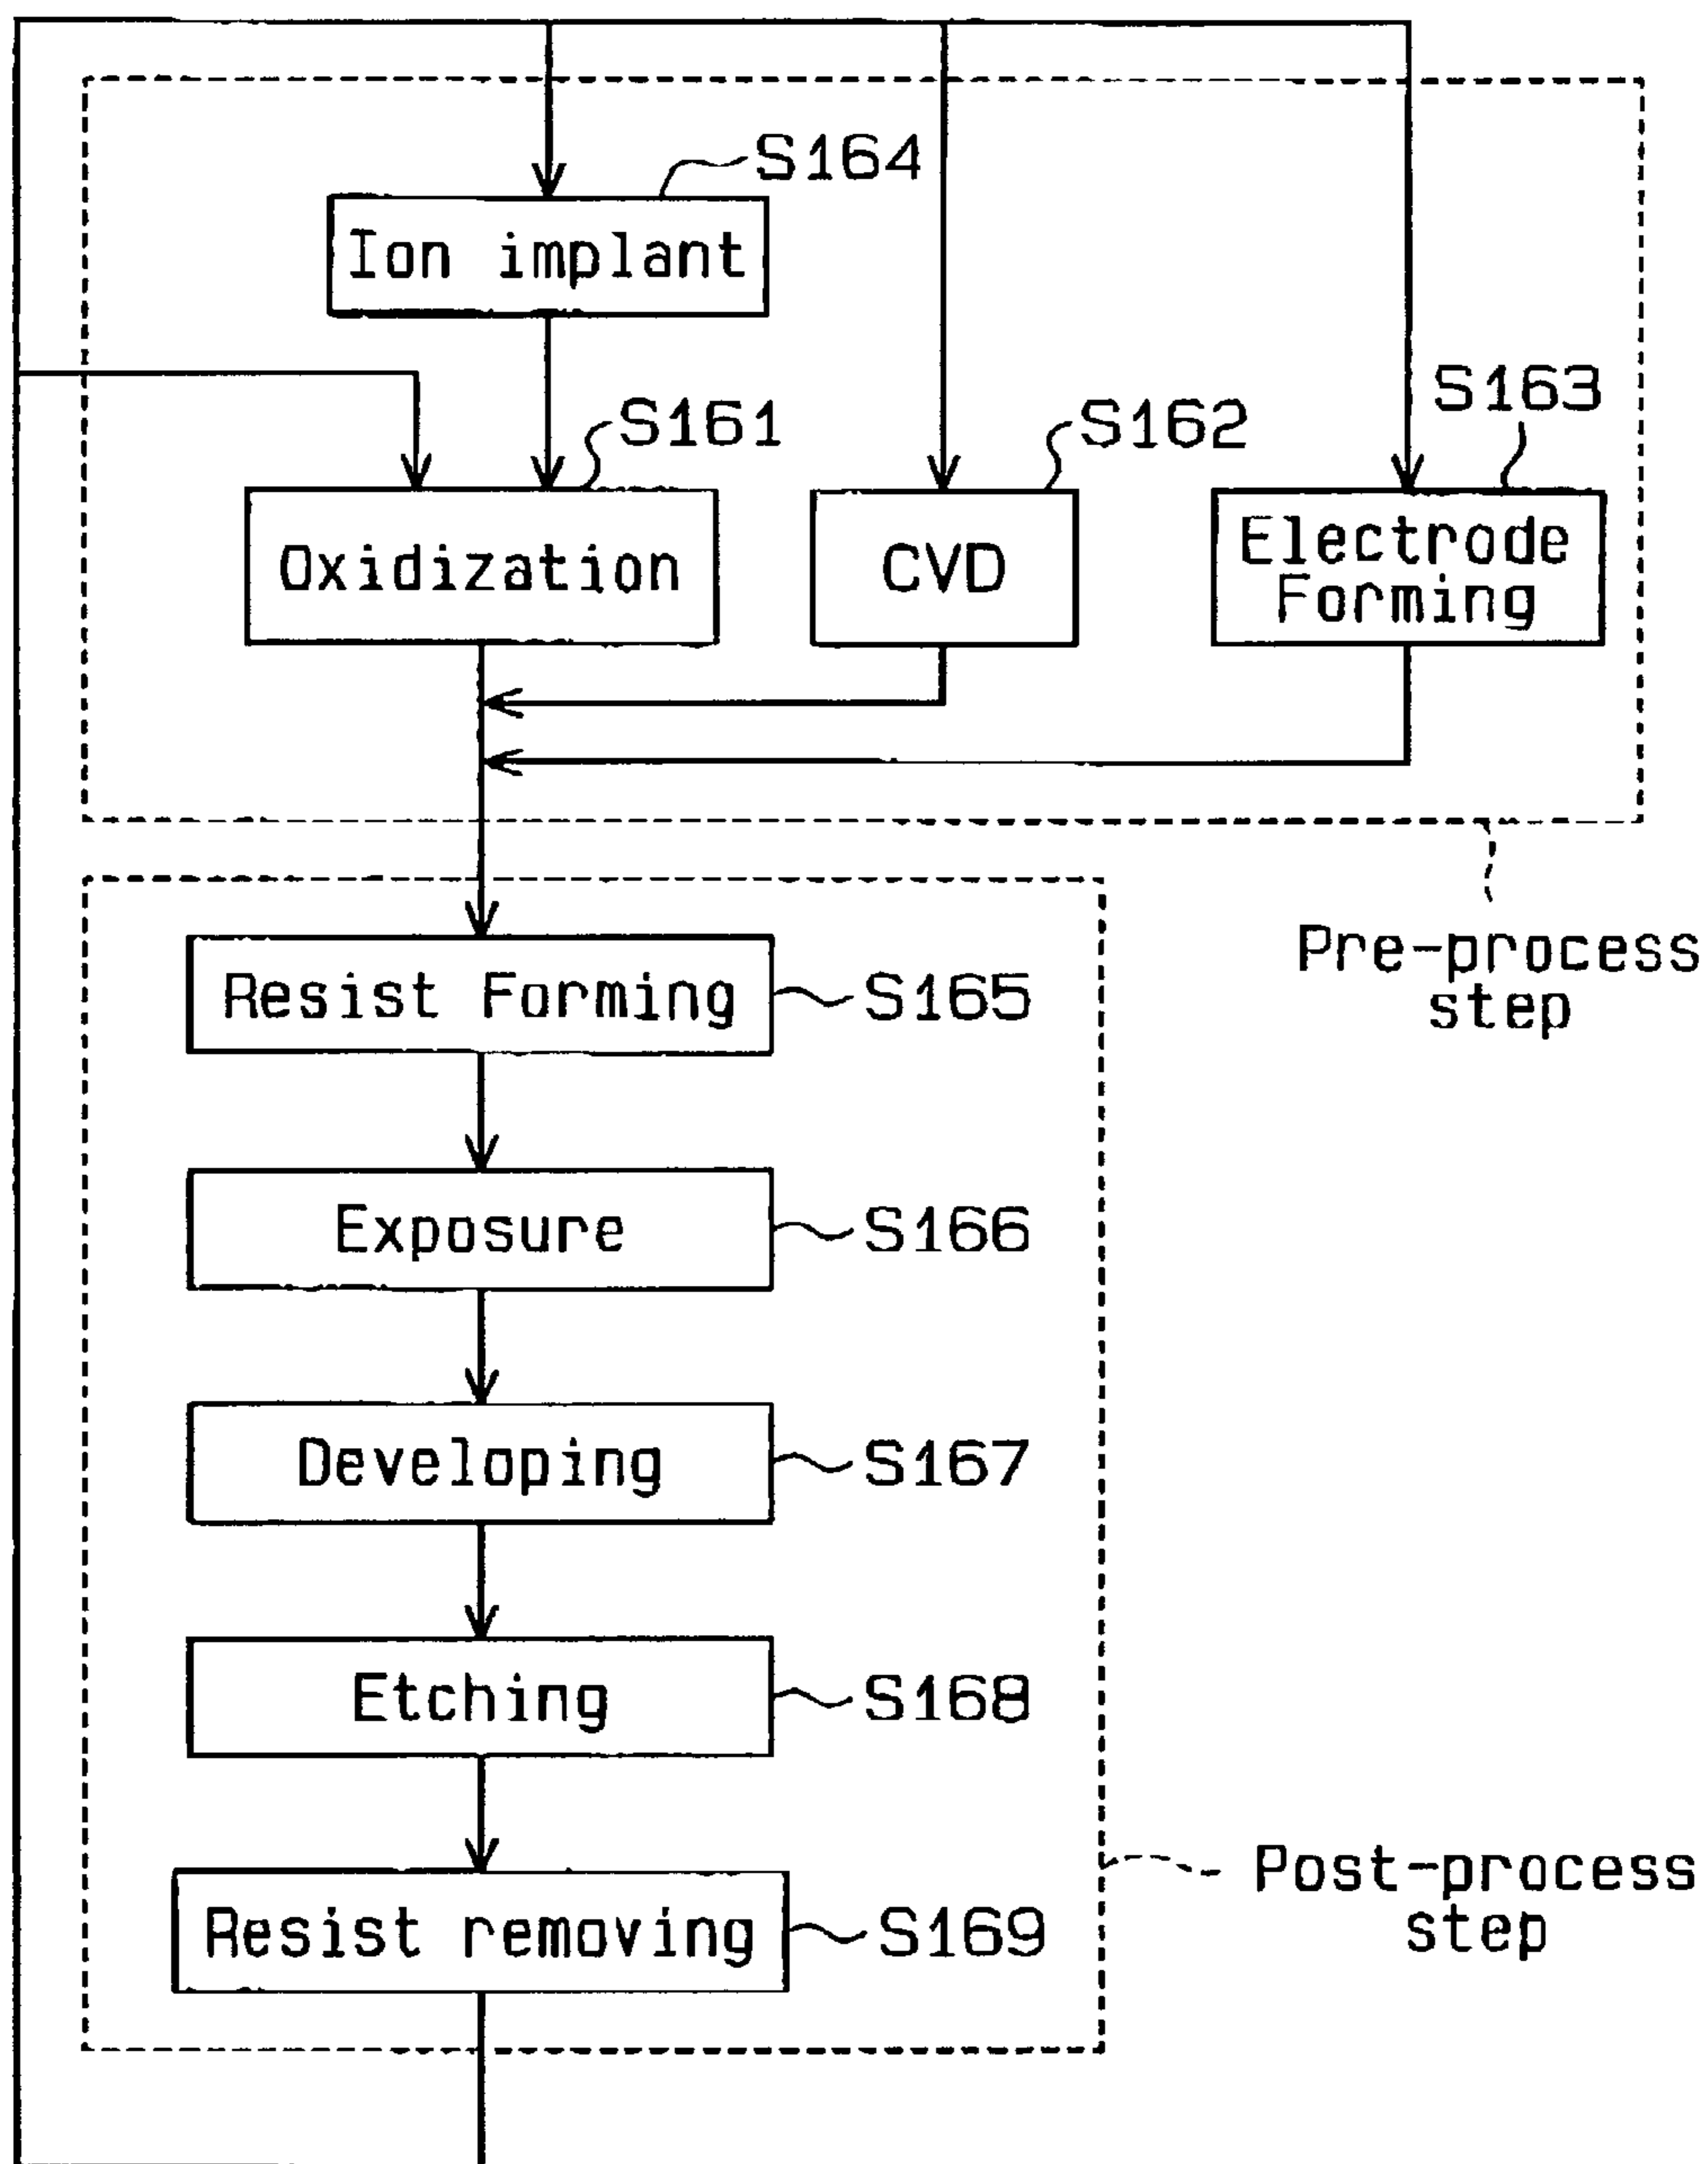 S164
Ion implant
S161
S162
S163
Oxidization
CVD
Electrode
Forming
Pre-process
step
Resist Forming
S165
Exposure
S166
Developing
S167
Etching
S168
Post-process
step
Resist removing
S169